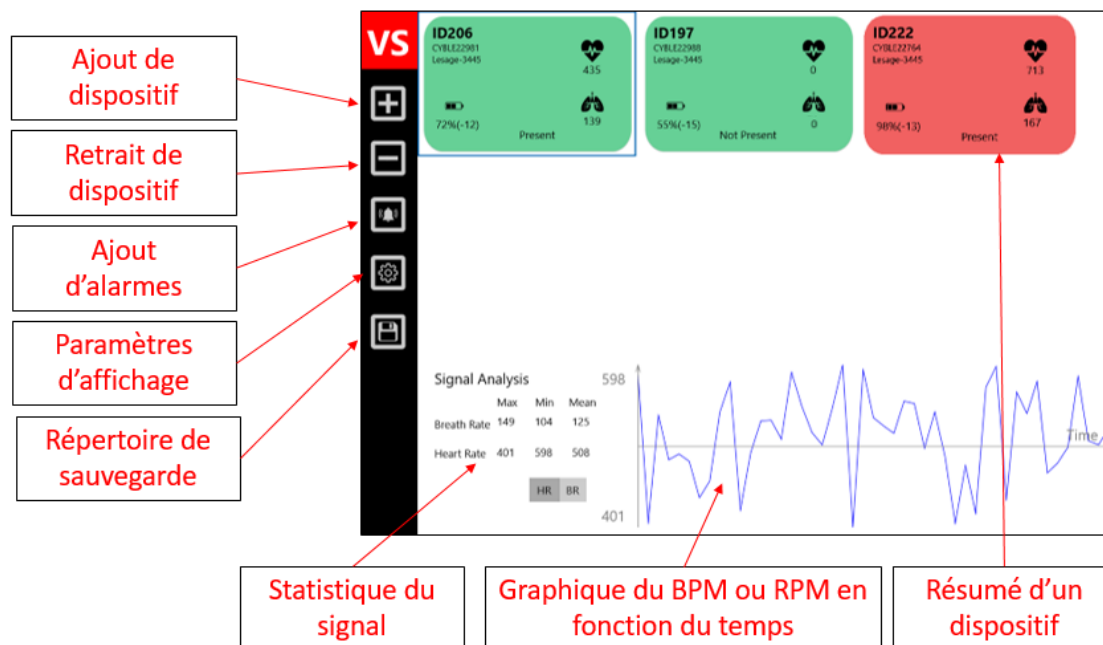 VS
ID206
CYBLE22981
Lesage-3445
435
72%(-12)
139
Present
ID197
CYBLE22988
Lesage-3445
0
55%(-15)
0
Not Present
ID222
CYBLE22764
Lesage-3445
713
98%(-13)
167
Present
Ajout de
dispositif
Retrait de
dispositif
Ajout
d'alarmes
Paramètres
d'affichage
Répertoire de
sauvegarde
Signal Analysis
Max Min Mean
Breath Rate 149 104 125
Heart Rate 401 598 508
HR BR
598
Time
401
Statistique du
signal
Graphique du BPM ou RPM en
fonction du temps
Résumé d'un
dispositif